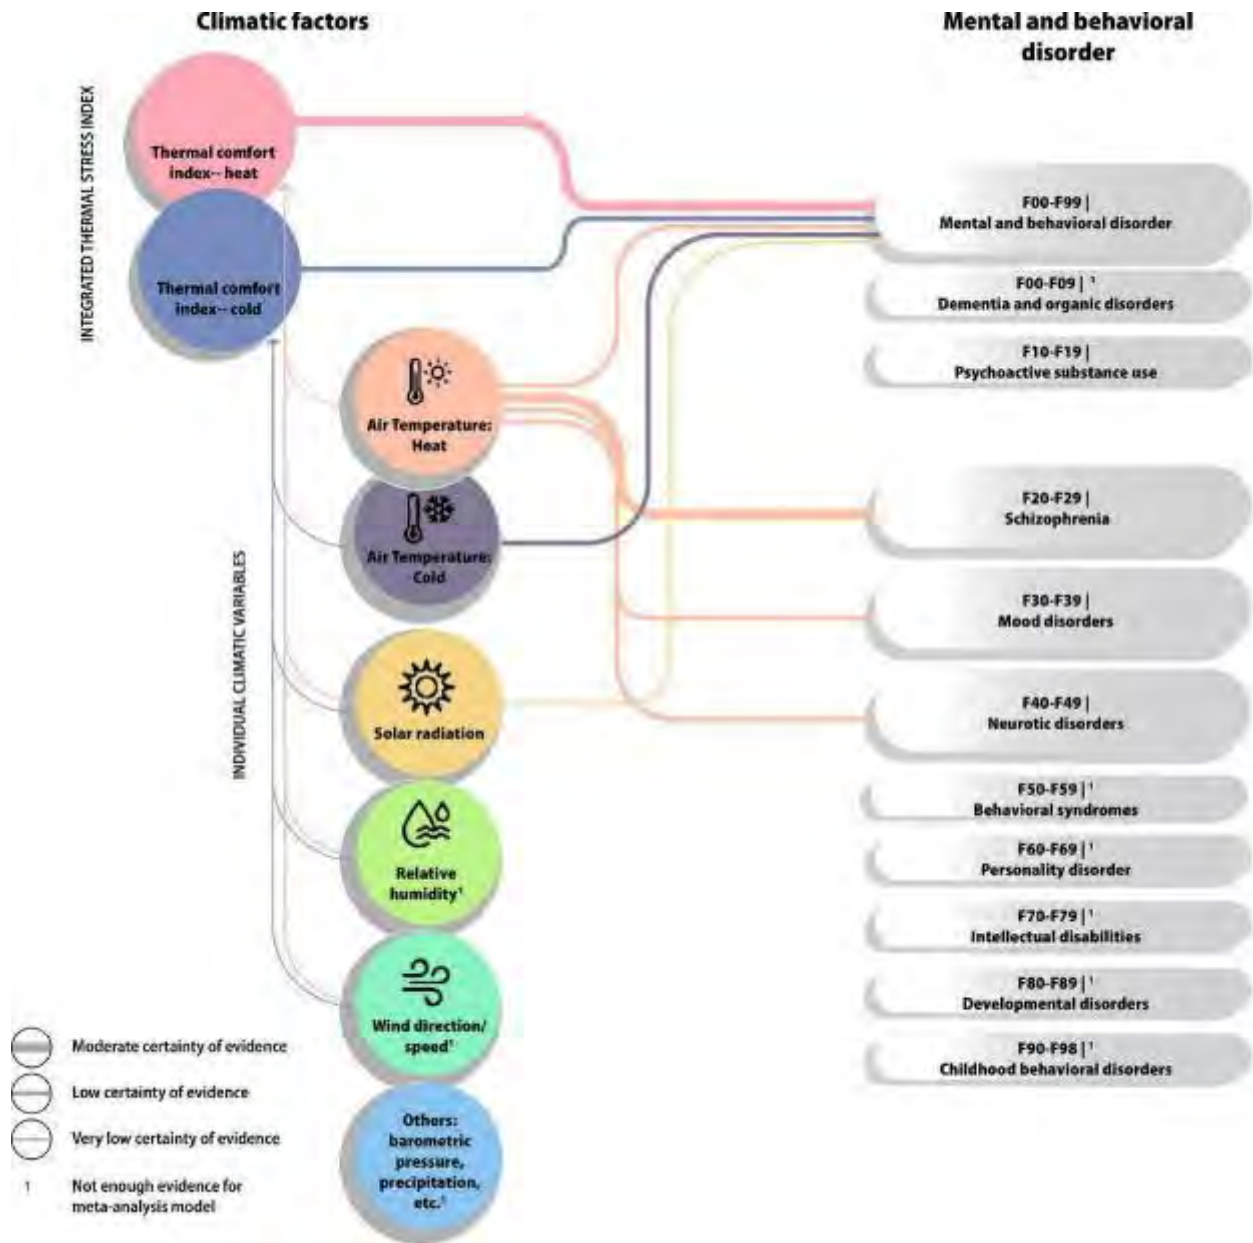 Climatic factors
Mental and behavioral
disorder
INTEGRATED THERMAL STRESS INDEX
Thermal comfort
index-- heat
Thermal comfort
index-- cold
INDIVIDUAL CLIMATIC VARIABLES
Air Temperature:
Heat
Air Temperature:
Cold
Solar radiation
Relative
humidity¹
Wind direction/
speed¹
Others:
barometric
pressure,
precipitation,
etc.¹
F00-F99 |
Mental and behavioral disorder
F00-F09 | ¹
Dementia and organic disorders
F10-F19 |
Psychoactive substance use
F20-F29 |
Schizophrenia
F30-F39 |
Mood disorders
F40-F49 |
Neurotic disorders
F50-F59 | ¹
Behavioral syndromes
F60-F69 | ¹
Personality disorder
F70-F79 | ¹
Intellectual disabilities
F80-F89 | ¹
Developmental disorders
F90-F98 | ¹
Childhood behavioral disorders
Moderate certainty of evidence
Low certainty of evidence
Very low certainty of evidence
1 Not enough evidence for
meta-analysis model